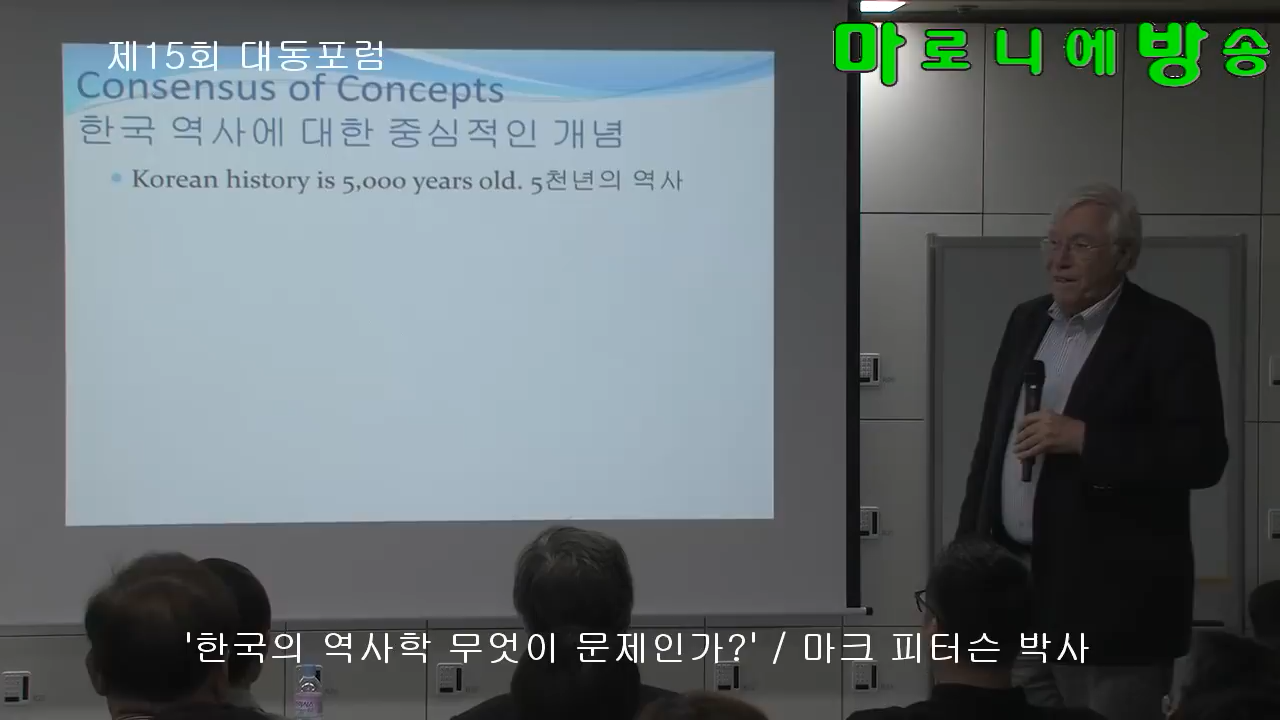 제15회 대동포럼
마로니에방송
Consensus of Concepts
한국 역사에 대한 중심적인 개념
Korean history is 5,000 years old. 5천년의 역사
'한국의 역사학 무엇이 문제인가?' / 마크 피터슨 박사